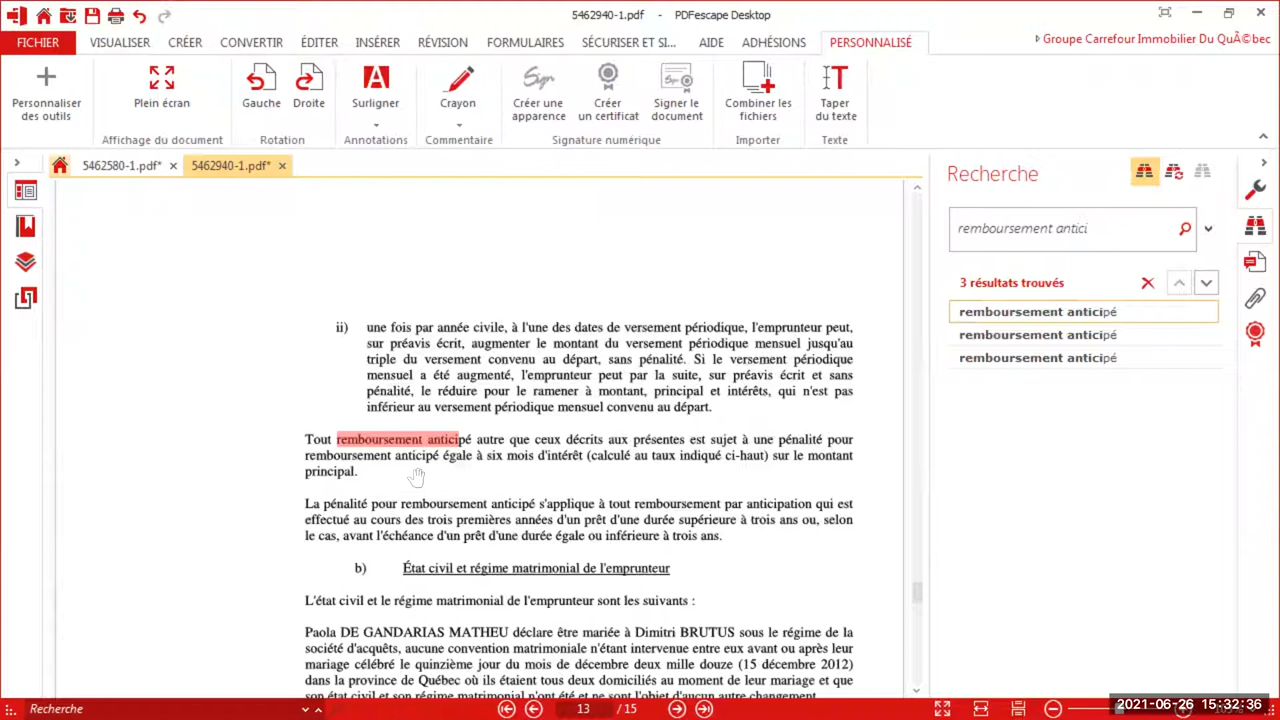 5462940-1.pdf - PDFescape Desktop
FICHIER VISUALISER CRÉER CONVERTIR ÉDITER INSÉRER RÉVISION FORMULAIRES SÉCURISER ET SI... AIDE ADHÉSIONS PERSONNALISÉ
Groupe Carrefour Immobilier Du QuÃ©bec
Personnaliser des outils
Plein écran
Gauche
Droite
Surligner
Crayon
Créer une apparence
Créer un certificat
Signer le document
Combiner les fichiers
Taper du texte
Affichage du document
Rotation
Annotations
Commentaire
Signature numérique
Importer
Texte
5462580-1.pdf*
5462940-1.pdf*
ii) une fois par année civile, à l'une des dates de versement périodique, l'emprunteur peut,
sur préavis écrit, augmenter le montant du versement périodique mensuel jusqu'au
triple du versement convenu au départ, sans pénalité. Si le versement périodique
mensuel a été augmenté, l'emprunteur peut par la suite, sur préavis écrit et sans
pénalité, le réduire pour le ramener à montant, principal et intérêts, qui n'est pas
inférieur au versement périodique mensuel convenu au départ.
Tout remboursement anticipé autre que ceux décrits aux présentes est sujet à une pénalité pour
remboursement anticipé égale à six mois d'intérêt (calculé au taux indiqué ci-haut) sur le montant
principal.
La pénalité pour remboursement anticipé s'applique à tout remboursement par anticipation qui est
effectué au cours des trois premières années d'un prêt d'une durée supérieure à trois ans ou, selon
le cas, avant l'échéance d'un prêt d'une durée égale ou inférieure à trois ans.
b) État civil et régime matrimonial de l'emprunteur
L'état civil et le régime matrimonial de l'emprunteur sont les suivants :
Paola DE GANDARIAS MATHEU déclare être mariée à Dimitri BRUTUS sous le régime de la
société d'acquêts, aucune convention matrimoniale n'étant intervenue entre eux avant ou après leur
mariage célébré le quinzième jour du mois de décembre deux mille douze (15 décembre 2012)
dans la province de Québec où ils étaient tous deux domiciliés au moment de leur mariage et que
son état civil et son régime matrimonial n'ont été et ne sont l'objet d'aucun autre changement
Recherche
remboursement antici
3 résultats trouvés
remboursement anticipé
remboursement anticipé
remboursement anticipé
Recherche
13 / 15
2021-06-26 15:32:36